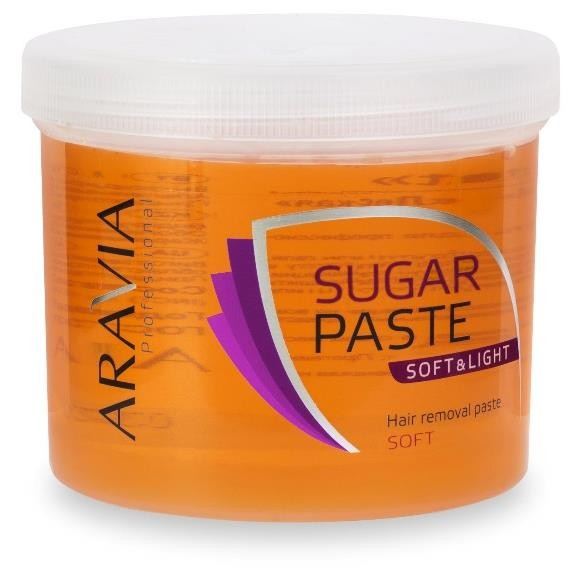 ARAVIA
Professional
SUGAR
PASTE
SOFT&LIGHT
Hair removal paste
SOFT